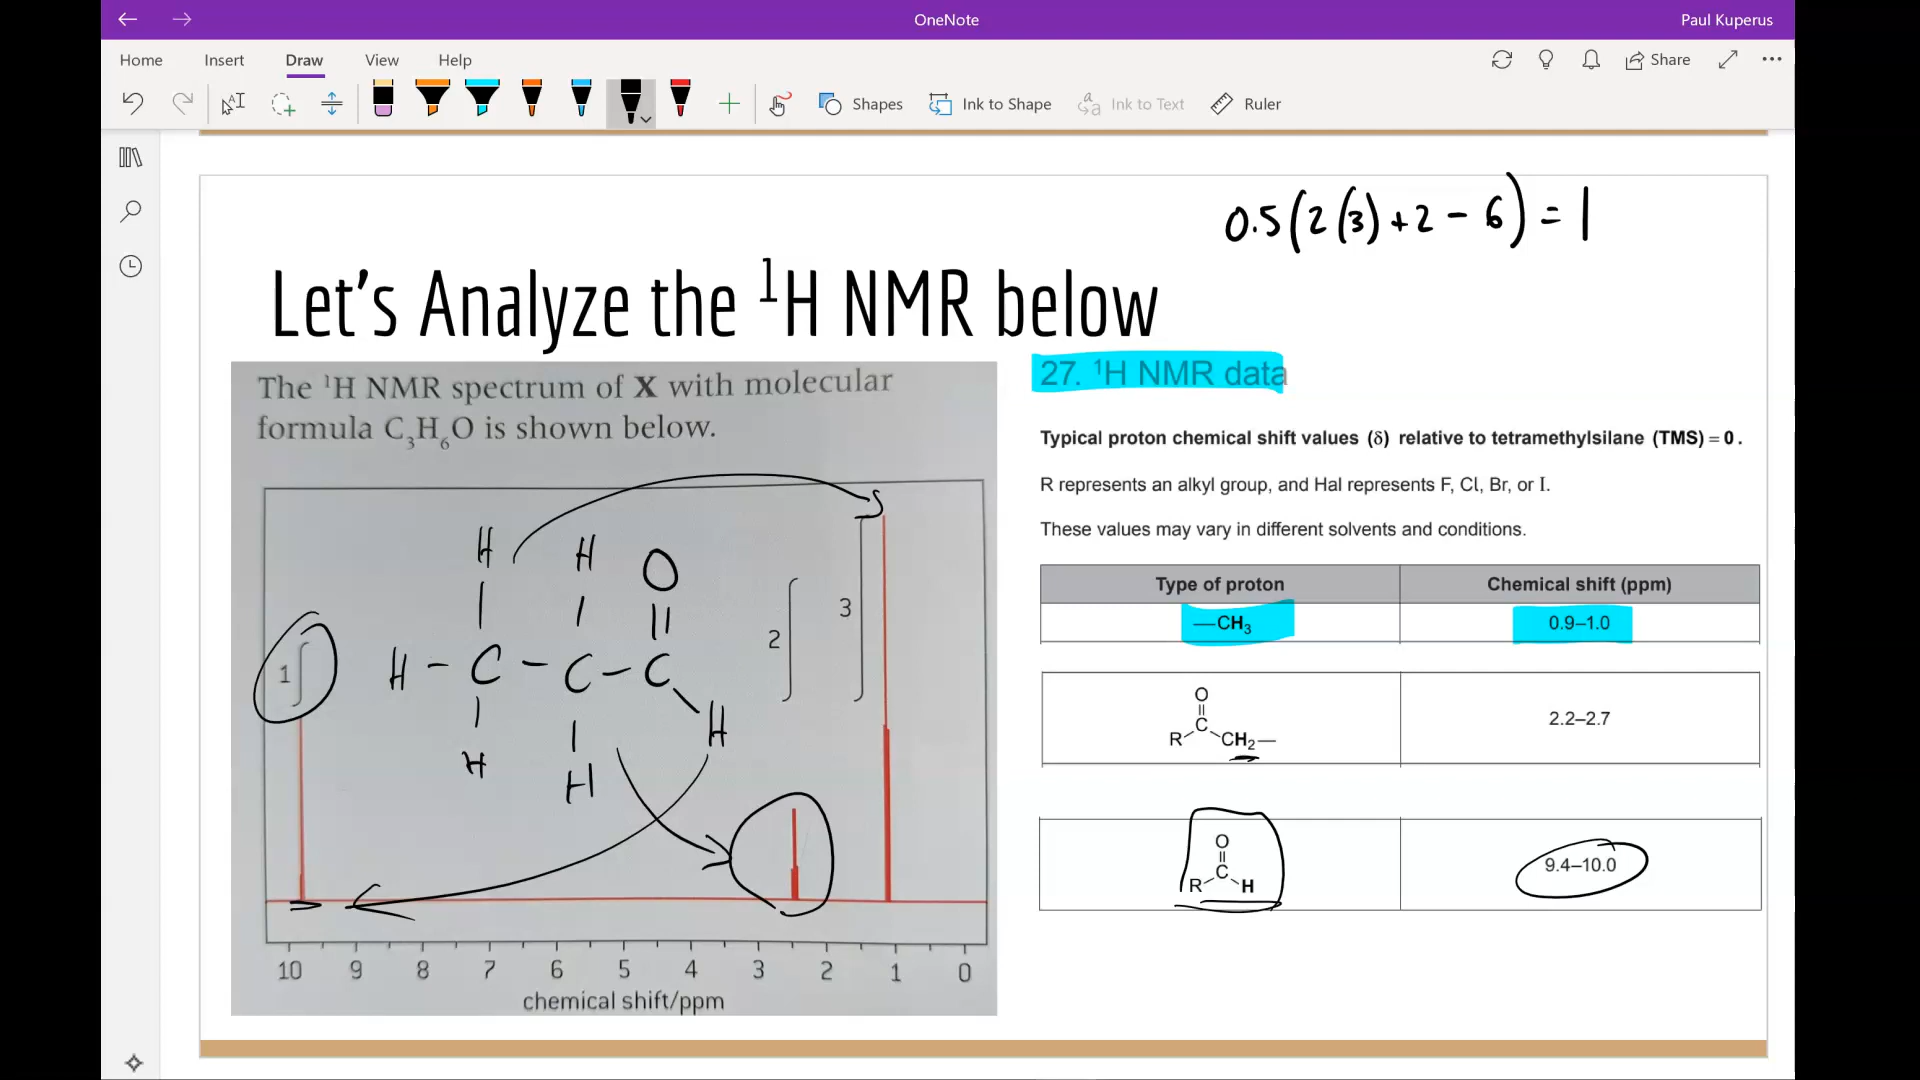 OneNote
Paul Kuperus
Home Insert Draw View Help
Share
Shapes Ink to Shape Ink to Text Ruler
0.5(2(3)+2-6)=1
Let's Analyze the ¹H NMR below
The ¹H NMR spectrum of X with molecular
formula C₃H₆O is shown below.
H H O
H - C - C - C
H
H H
1
2
3
10 9 8 7 6 5 4 3 2 1 0
chemical shift/ppm
27. ¹H NMR data
Typical proton chemical shift values (δ) relative to tetramethylsilane (TMS) = 0.
R represents an alkyl group, and Hal represents F, Cl, Br, or I.
These values may vary in different solvents and conditions.
Type of proton Chemical shift (ppm)
—CH₃ 0.9–1.0
O
C
R CH₂— 2.2–2.7
O
C
R H 9.4–10.0